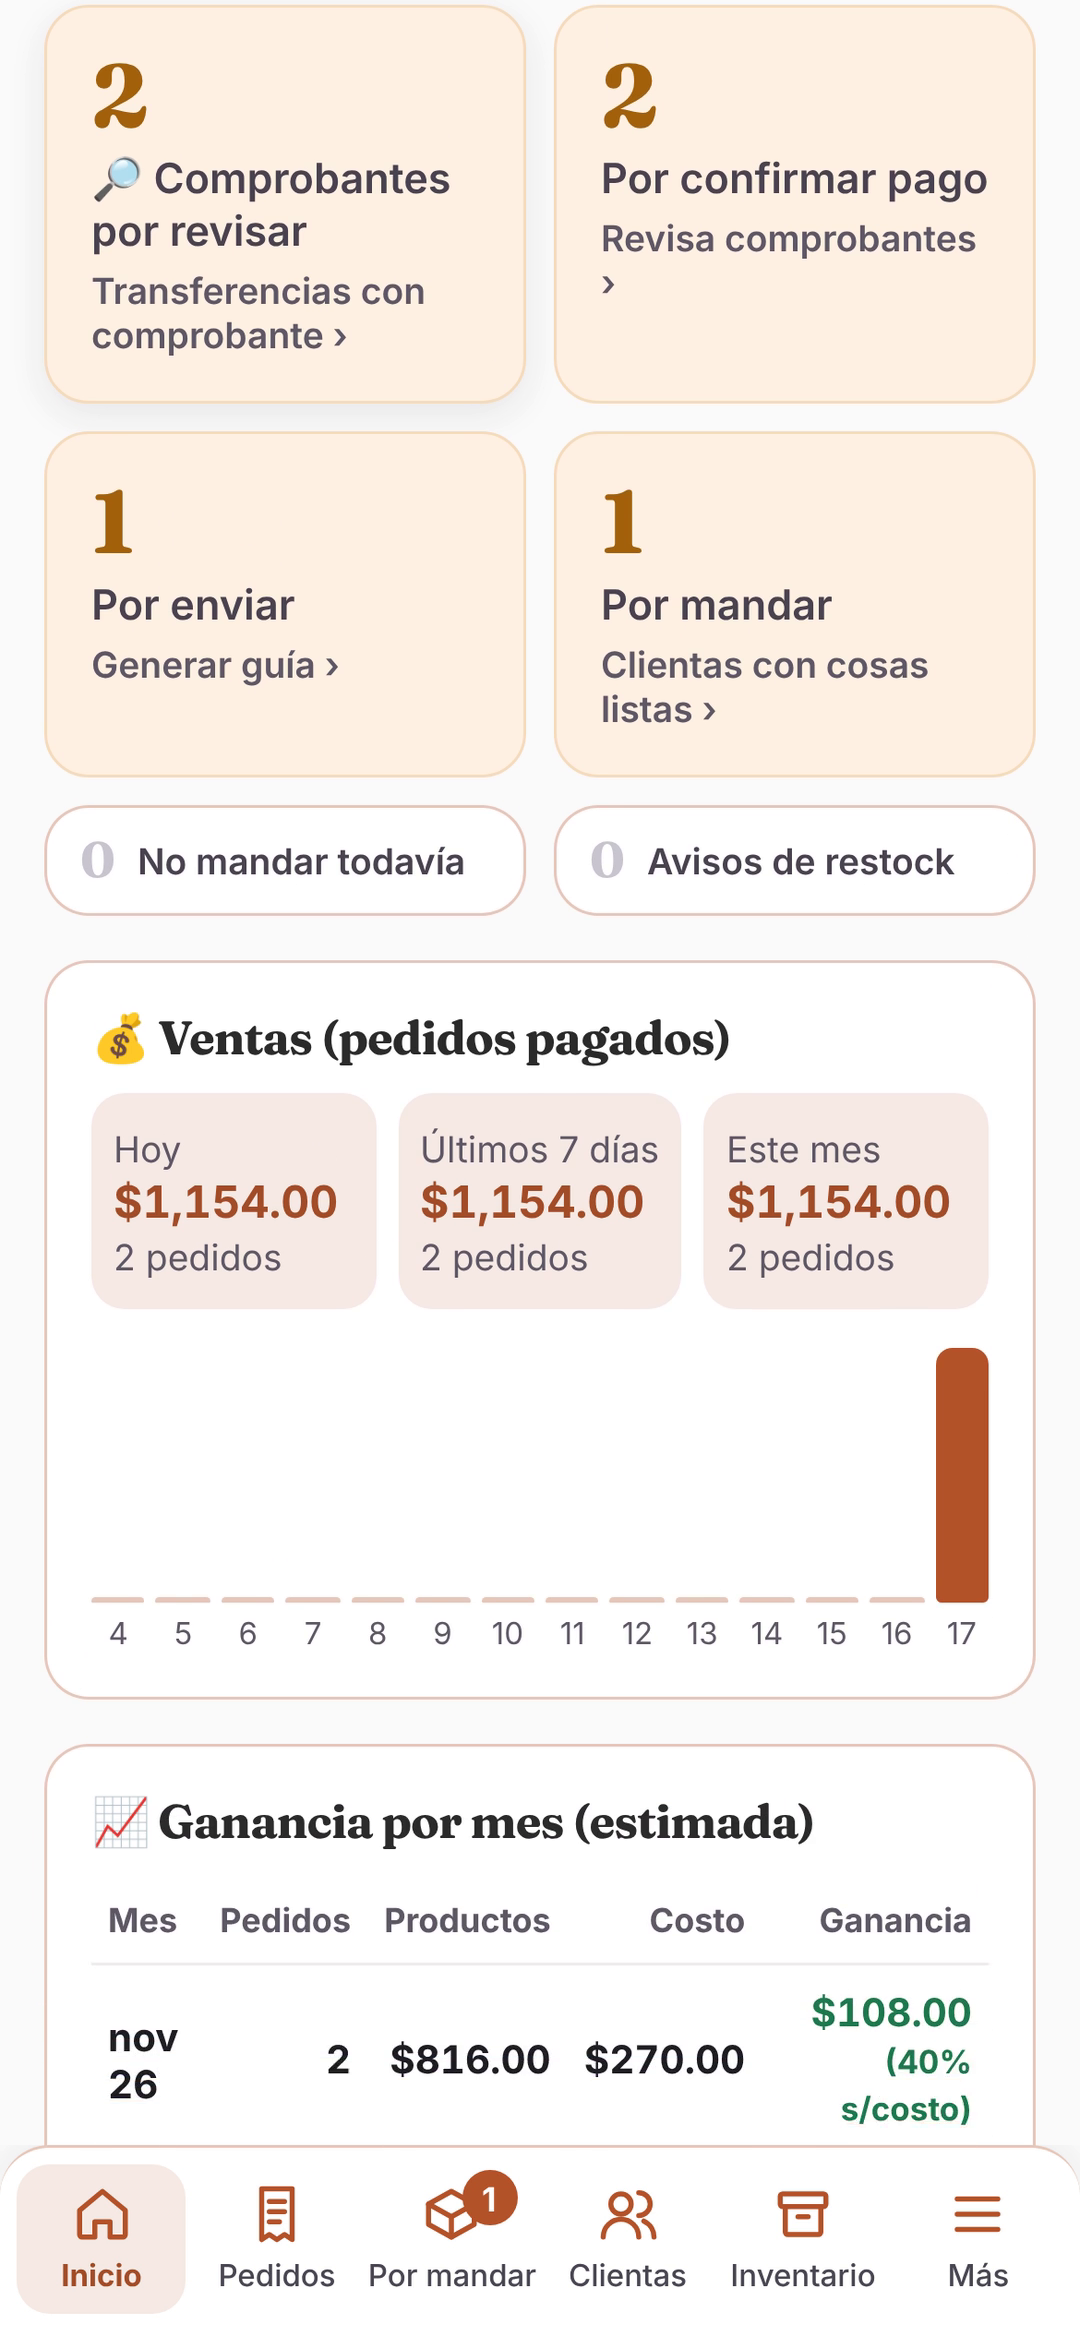 2
2
🔎 Comprobantes
por revisar
Transferencias con
comprobante ›
Por confirmar pago
Revisa comprobantes
›
1
Por enviar
Generar guía ›
1
Por mandar
Clientas con cosas
listas ›
0 No mandar todavía
0 Avisos de restock
💰 Ventas (pedidos pagados)
Hoy
$1,154.00
2 pedidos
Últimos 7 días
$1,154.00
2 pedidos
Este mes
$1,154.00
2 pedidos
4 5 6 7 8 9 10 11 12 13 14 15 16 17
📈 Ganancia por mes (estimada)
Mes Pedidos Productos Costo Ganancia
nov
26
2 $816.00 $270.00
$108.00
(40%
s/costo)
1
Inicio Pedidos Por mandar Clientas Inventario Más